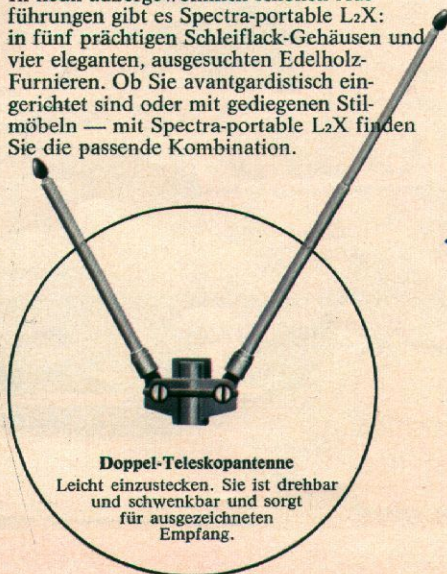 führungen gibt es Spectra-portable L₂X:
in fünf prächtigen Schleiflack-Gehäusen und
vier eleganten, ausgesuchten Edelholz-
Furnieren. Ob Sie avantgardistisch ein-
gerichtet sind oder mit gediegenen Stil-
möbeln — mit Spectra-portable L₂X finden
Sie die passende Kombination.
Doppel-Teleskopantenne
Leicht einzustecken. Sie ist drehbar
und schwenkbar und sorgt
für ausgezeichneten
Empfang.